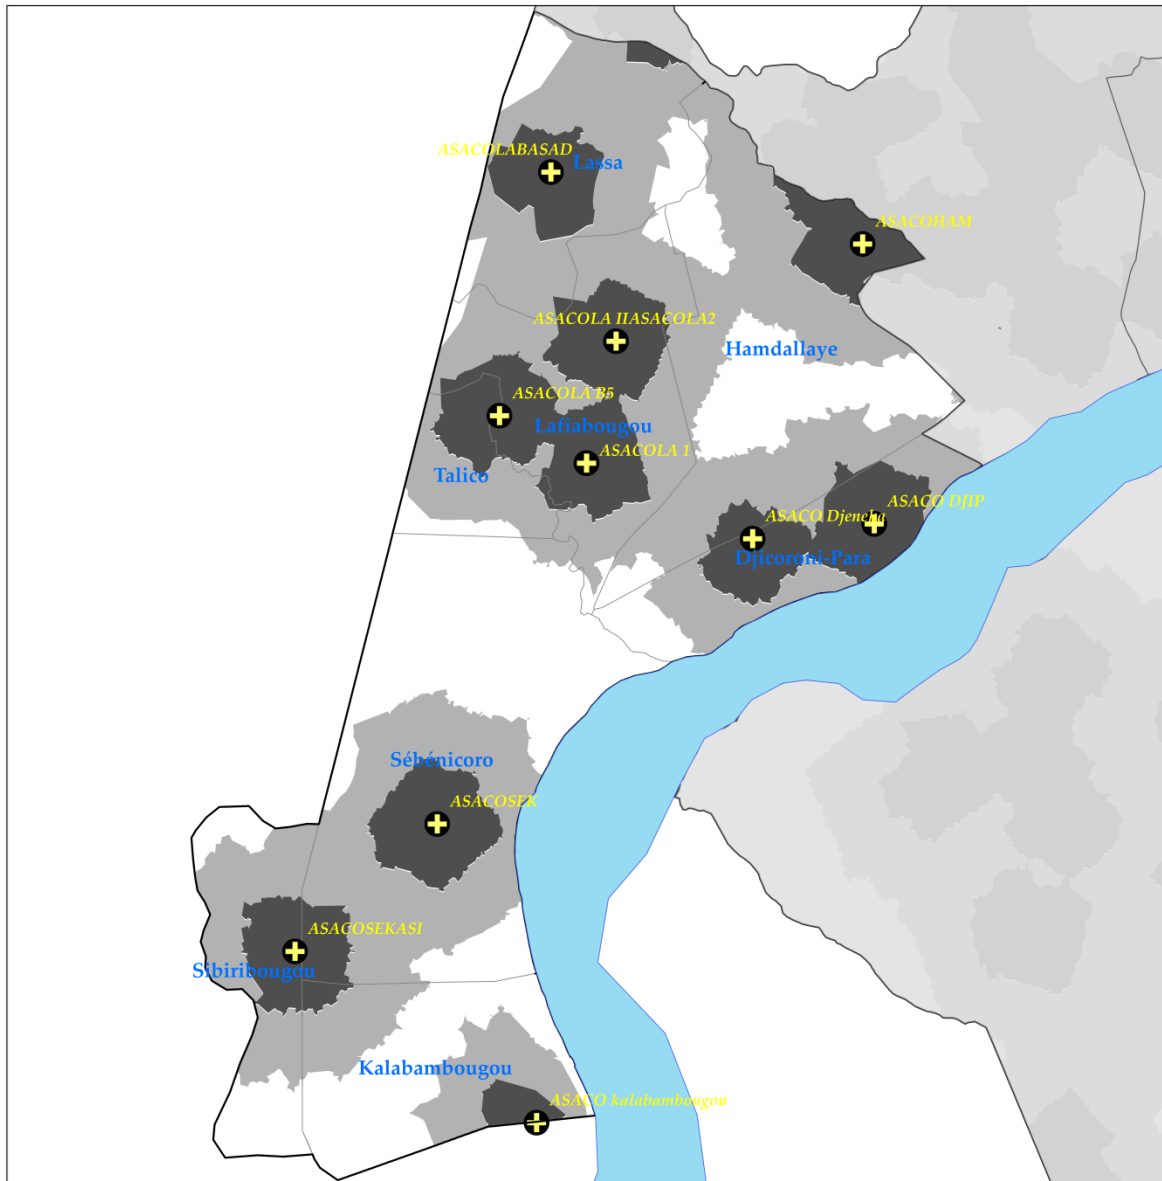 ASACOLABASAD
Lassa
ASACOHAM
ASACOLA IIASACOLA2
Hamdallaye
ASACOLA B5
Lafiabougou
ASACOLA 1
Talico
ASACO DJIP
ASACO Djeneka
Djicoroni-Para
Sébénicoro
ASACOSEK
ASACOSEKASI
Sibiribougou
Kalabambougou
ASACO kalabambougou